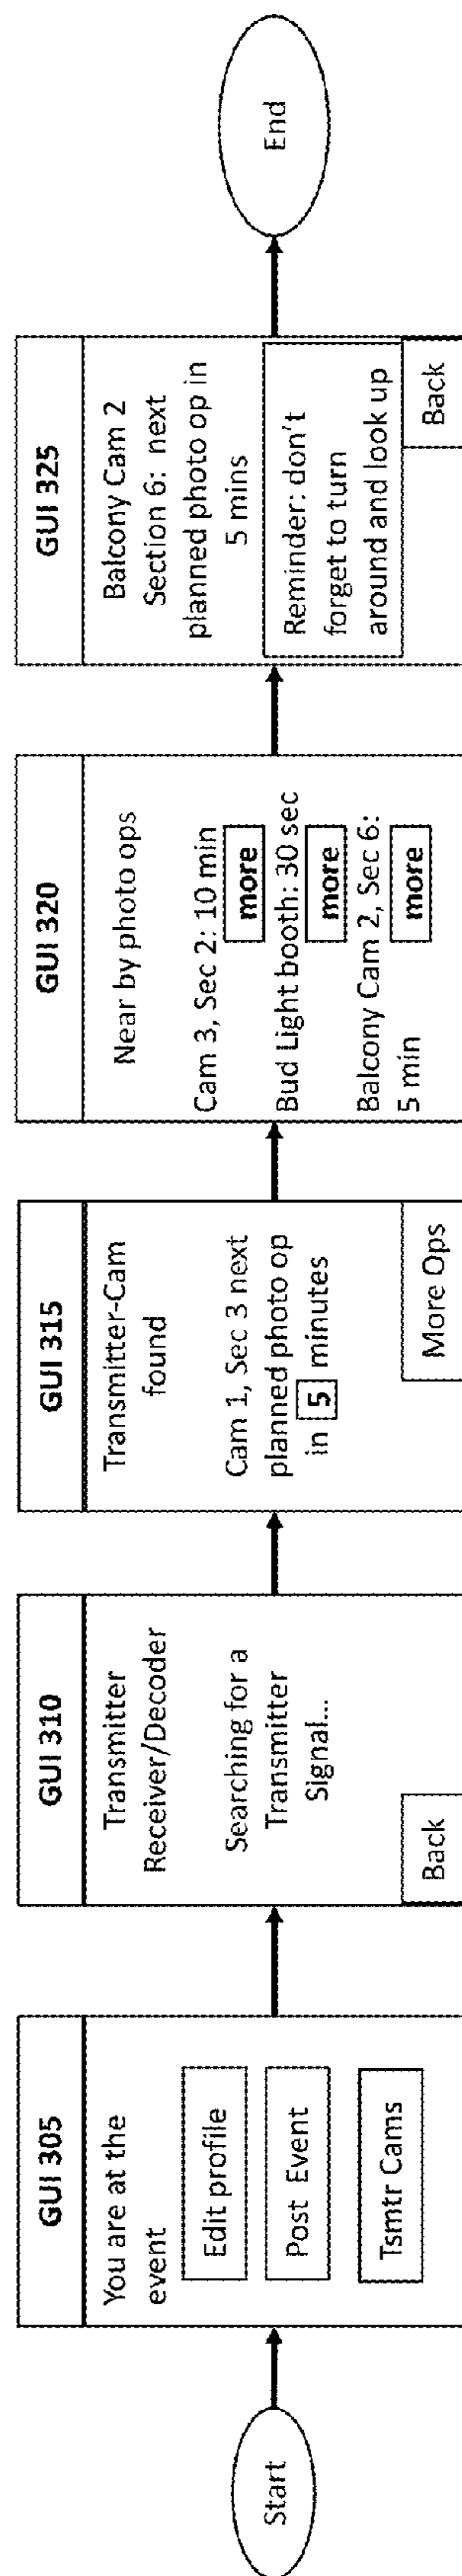 Start
GUI 305
You are at the
event
Edit profile
Post Event
Tsmtr Cams
GUI 310
Transmitter
Receiver/Decoder
Searching for a
Transmitter
Signal...
Back
GUI 315
Transmitter-Cam
found
Cam 1, Sec 3 next
planned photo op
in 5 minutes
More Ops
GUI 320
Near by photo ops
Cam 3, Sec 2: 10 min
more
Bud Light booth: 30 sec
more
Balcony Cam 2, Sec 6:
5 min more
GUI 325
Balcony Cam 2
Section 6: next
planned photo op in
5 mins
Reminder: don't
forget to turn
around and look up
Back
End